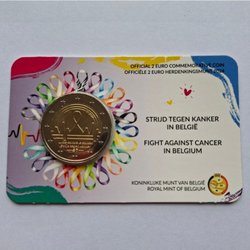 OFFICIAL 2 EURO COMMEMORATIVE COIN
OFFICIËLE 2 EURO HERDENKINGSMUNT
STRIJD TEGEN KANKER
IN BELGIË
FIGHT AGAINST CANCER
IN BELGIUM
KONINKLIJKE MUNT VAN BELGIË
ROYAL MINT OF BELGIUM